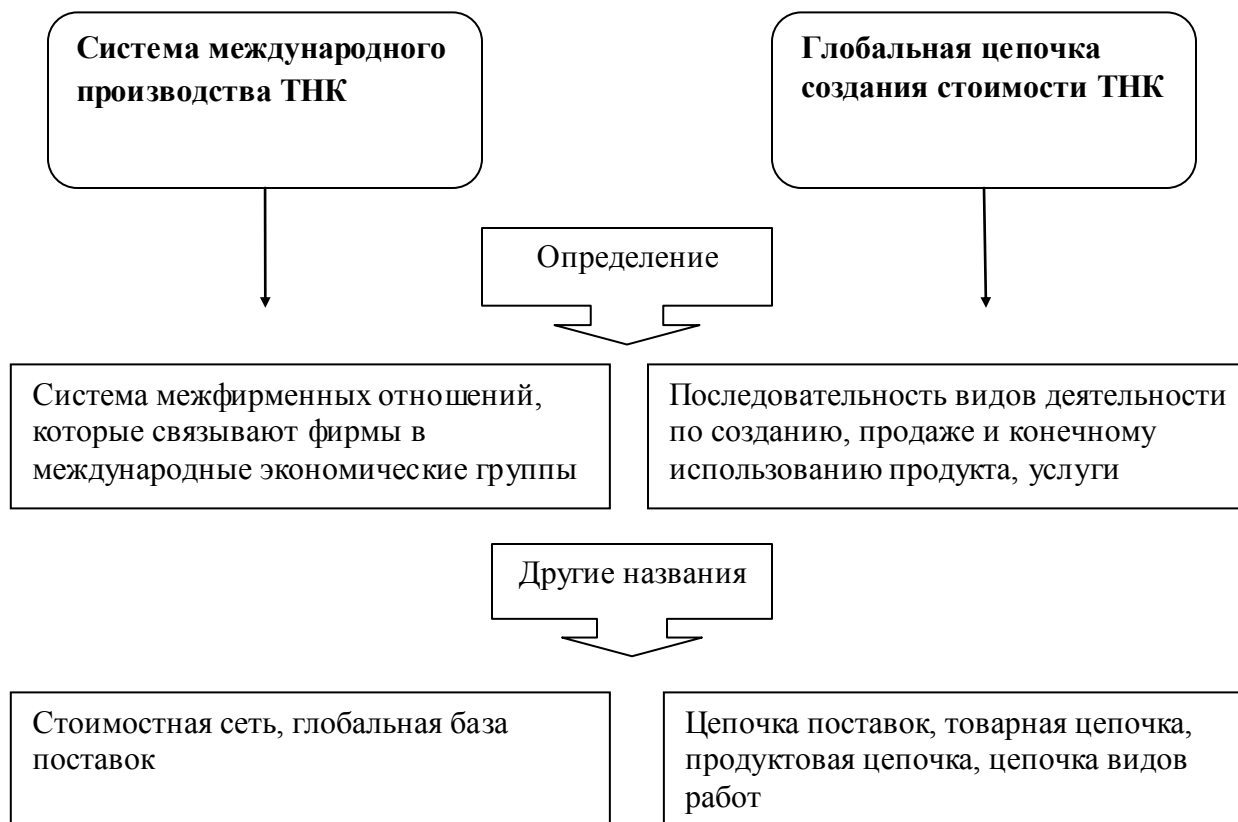 Система международного
производства ТНК
Глобальная цепочка
создания стоимости ТНК
Определение
Система межфирменных отношений,
которые связывают фирмы в
международные экономические группы
Последовательность видов деятельности
по созданию, продаже и конечному
использованию продукта, услуги
Другие названия
Стоимостная сеть, глобальная база
поставок
Цепочка поставок, товарная цепочка,
продуктовая цепочка, цепочка видов
работ